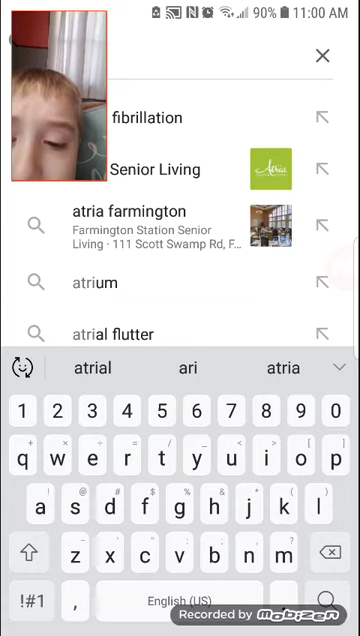 90% 11:00 AM
fibrillation
Senior Living
Atria
atria farmington
Farmington Station Senior
Living · 111 Scott Swamp Rd, F...
atrium
atrial flutter
atrial ari atria
1 2 3 4 5 6 7 8 9 0
+ × ÷ = / _ < > [ ]
q w e r t y u i o p
! @ # $ % ^ & * ( )
a s d f g h j k l
- ' " : ; , ?
z x c v b n m
!#1 , English (US) .
Recorded by Mobizen